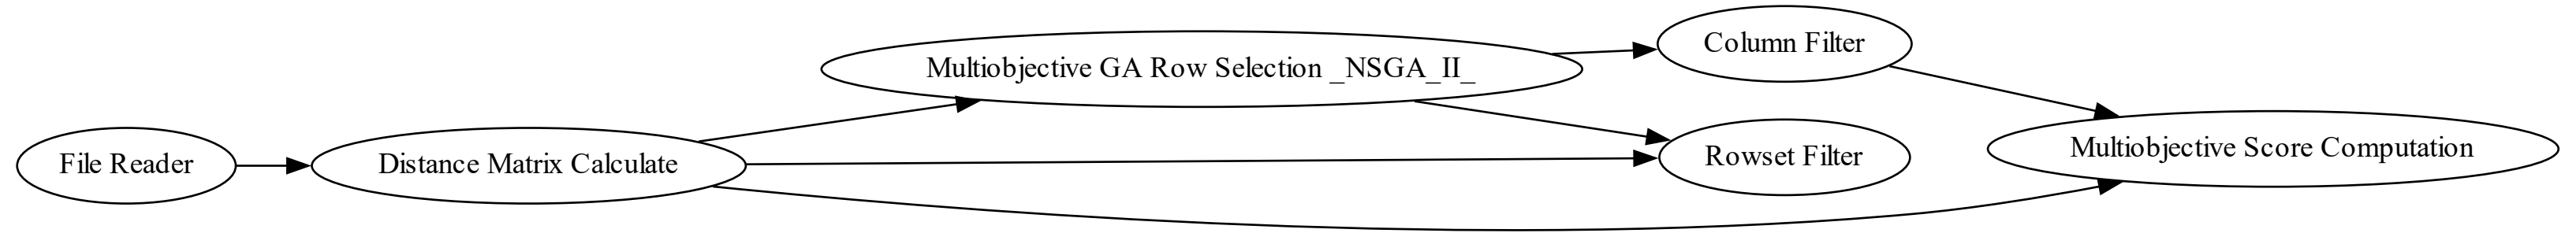 File Reader
Distance Matrix Calculate
Multiobjective GA Row Selection _NSGA_II_
Column Filter
Rowset Filter
Multiobjective Score Computation